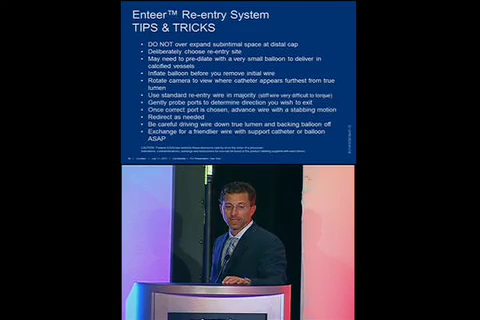 Enteer™ Re-entry System
TIPS & TRICKS
• DO NOT over expand subintimal space at distal cap
• Deliberately choose re-entry site
• May need to pre-dilate with a very small balloon to deliver in
calcified vessels
• Inflate balloon before you remove initial wire
• Rotate camera to view where catheter appears furthest from true
lumen
• Use standard re-entry wire in majority (stiff wire very difficult to torque)
• Gently probe ports to determine direction you wish to exit
• Once correct port is chosen, advance wire with a stabbing motion
• Redirect as needed
• Be careful driving wire down true lumen and backing balloon off
• Exchange for a friendlier wire with support catheter or balloon
ASAP